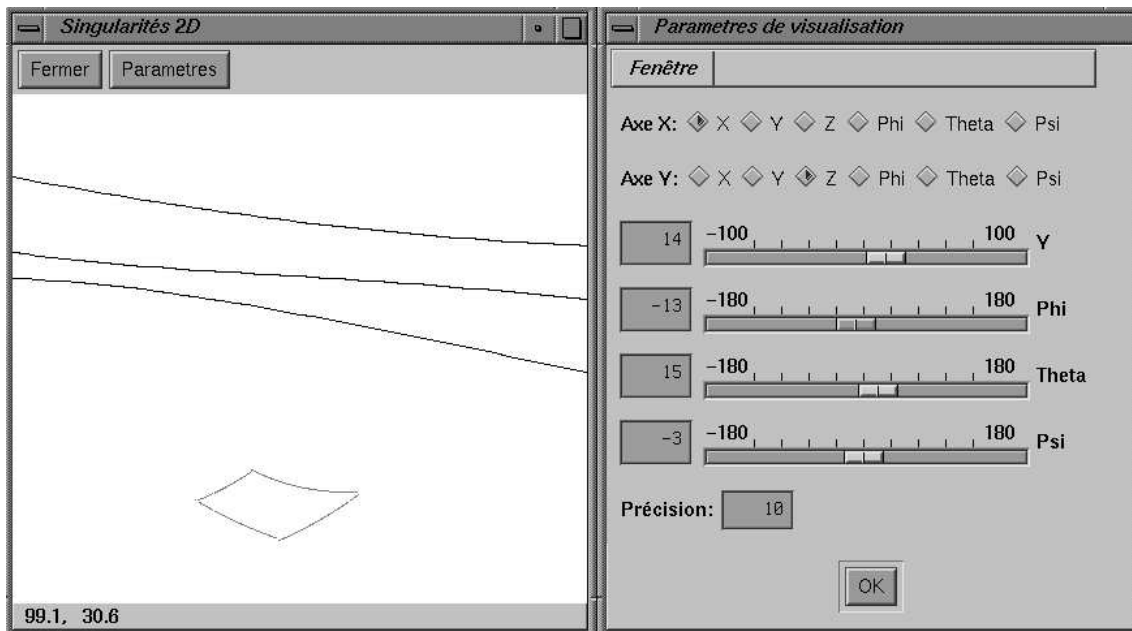 Singularités 2D
Fermer Parametres
99.1, 30.6
Parametres de visualisation
Fenêtre
Axe X: X Y Z Phi Theta Psi
Axe Y: X Y Z Phi Theta Psi
14 -100 100 Y
-13 -180 180 Phi
15 -180 180 Theta
-3 -180 180 Psi
Précision: 10
OK